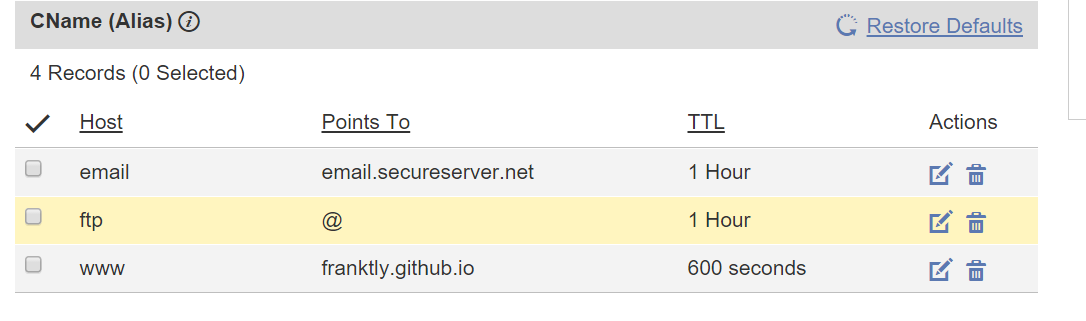 CName (Alias) i
Restore Defaults
4 Records (0 Selected)
Host Points To TTL Actions
email email.secureserver.net 1 Hour
ftp @ 1 Hour
www franktly.github.io 600 seconds